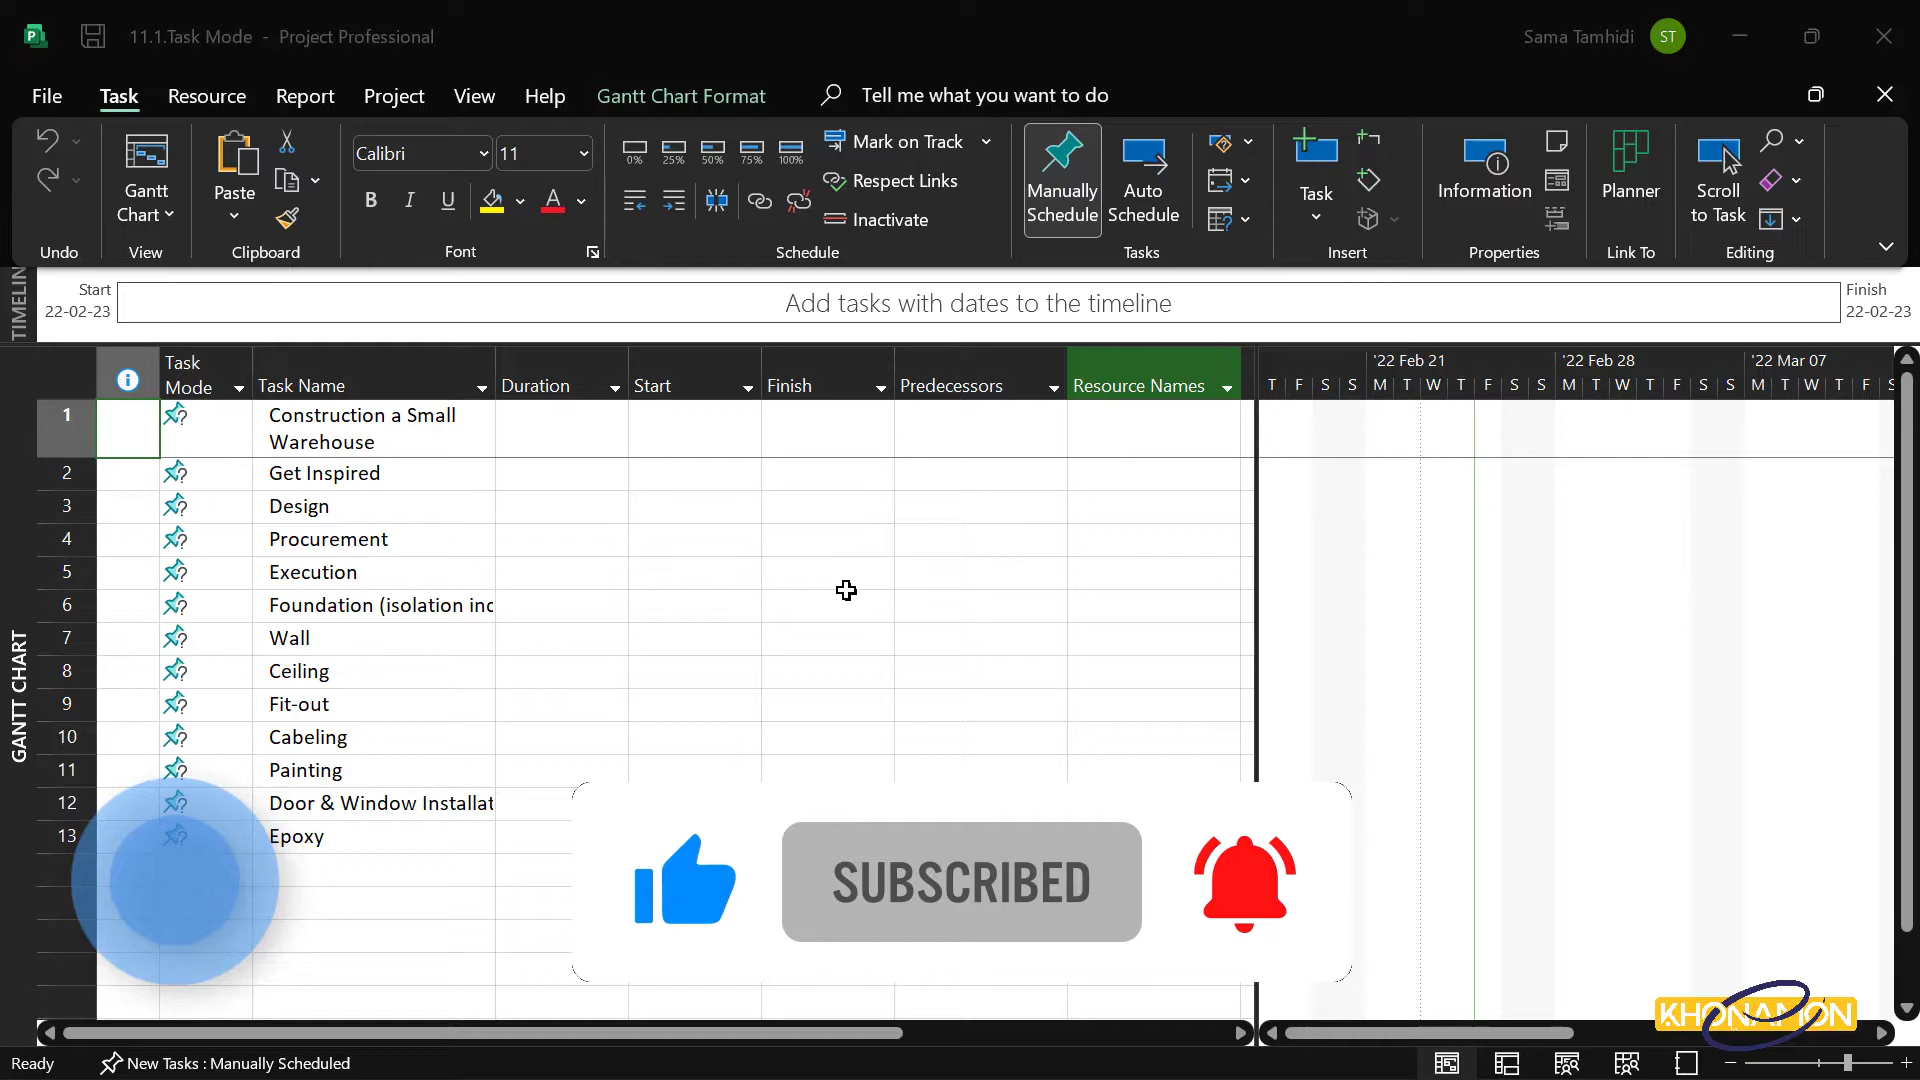 11.1.Task Mode - Project Professional
Sama Tamhidi ST
File Task Resource Report Project View Help Gantt Chart Format Tell me what you want to do
0% 25% 50% 75% 100%
Mark on Track
Respect Links
Inactivate
Calibri 11
B I U A
Gantt Chart
Paste
Manually Schedule
Auto Schedule
Task
Information
Planner
Scroll to Task
Undo View Clipboard Font Schedule Tasks Insert Properties Link To Editing
TIMELIN
Start
22-02-23
Add tasks with dates to the timeline
Finish
22-02-23
Task Mode Task Name Duration Start Finish Predecessors Resource Names
'22 Feb 21 '22 Feb 28 '22 Mar 07
T F S S M T W T F S S M T W T F S S M T W T F S
GANTT CHART
1 Construction a Small Warehouse
2 Get Inspired
3 Design
4 Procurement
5 Execution
6 Foundation (isolation inc
7 Wall
8 Ceiling
9 Fit-out
10 Cabeling
11 Painting
12 Door & Window Installat
13 Epoxy
SUBSCRIBED
KHONAMON
Ready New Tasks : Manually Scheduled